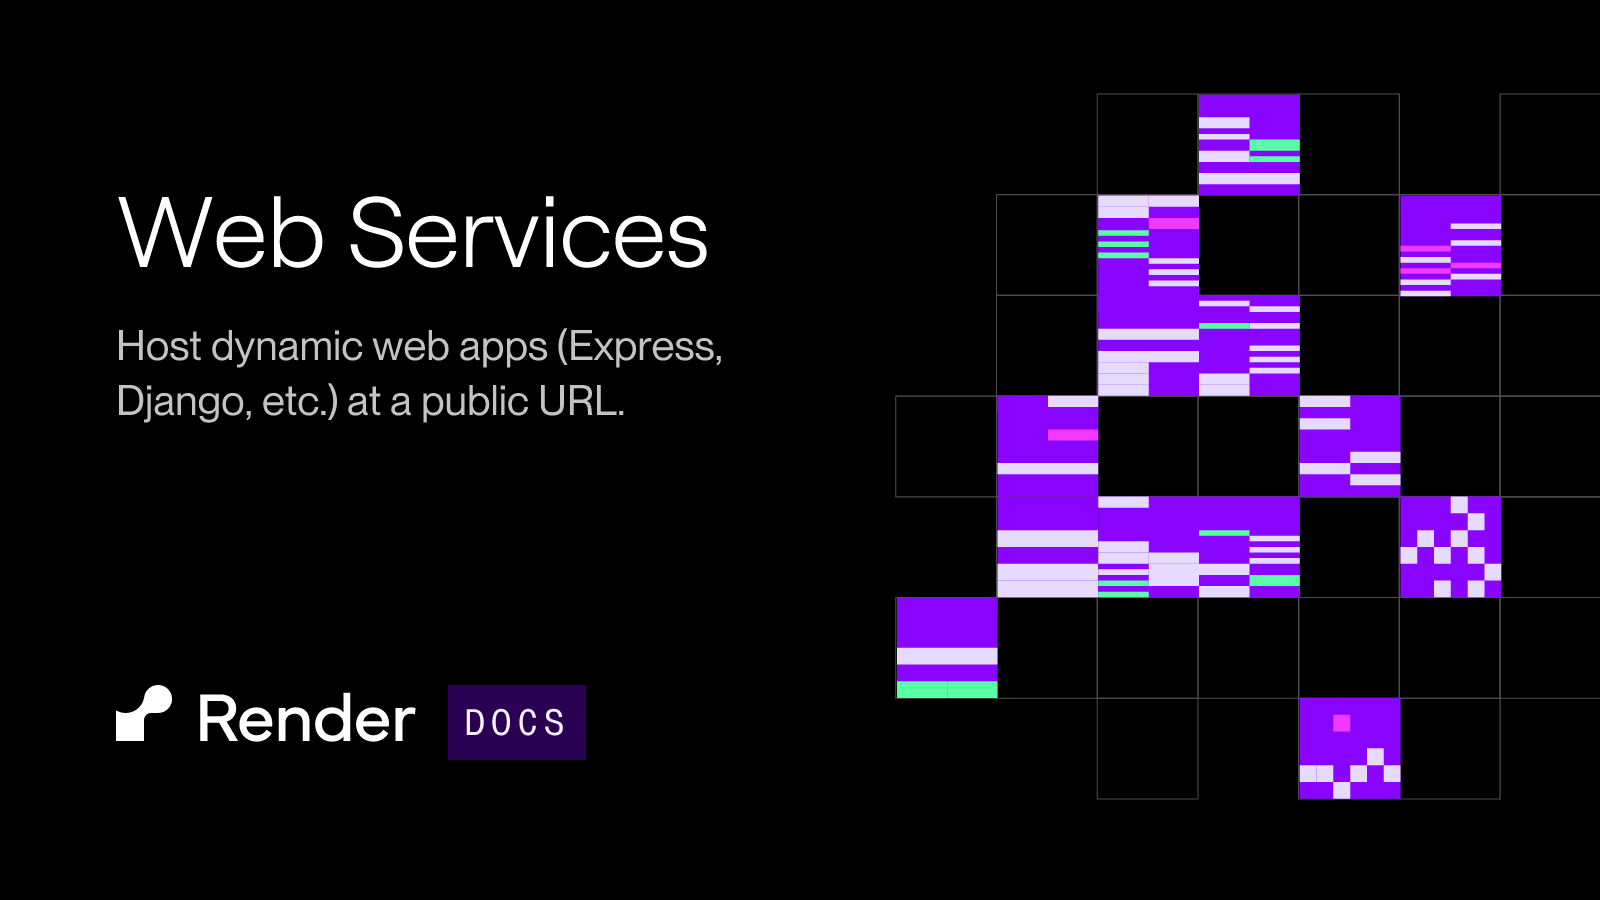 Web Services
Host dynamic web apps (Express,
Django, etc.) at a public URL.
Render DOCS